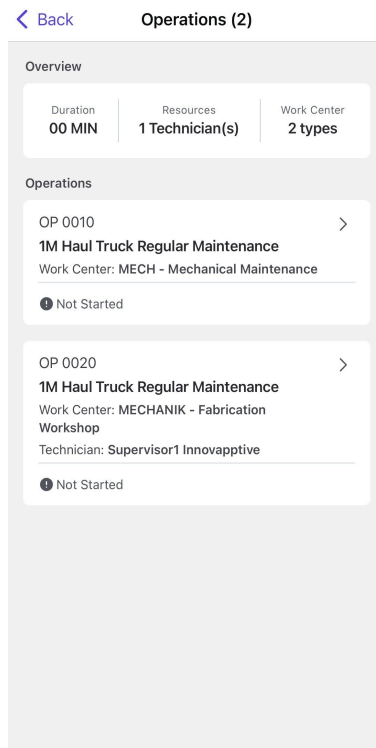 Back
Operations (2)
Overview
Duration
00 MIN
Resources
1 Technician(s)
Work Center
2 types
Operations
OP 0010
1M Haul Truck Regular Maintenance
Work Center: MECH - Mechanical Maintenance
Not Started
OP 0020
1M Haul Truck Regular Maintenance
Work Center: MECHANIK - Fabrication
Workshop
Technician: Supervisor1 Innovapptive
Not Started